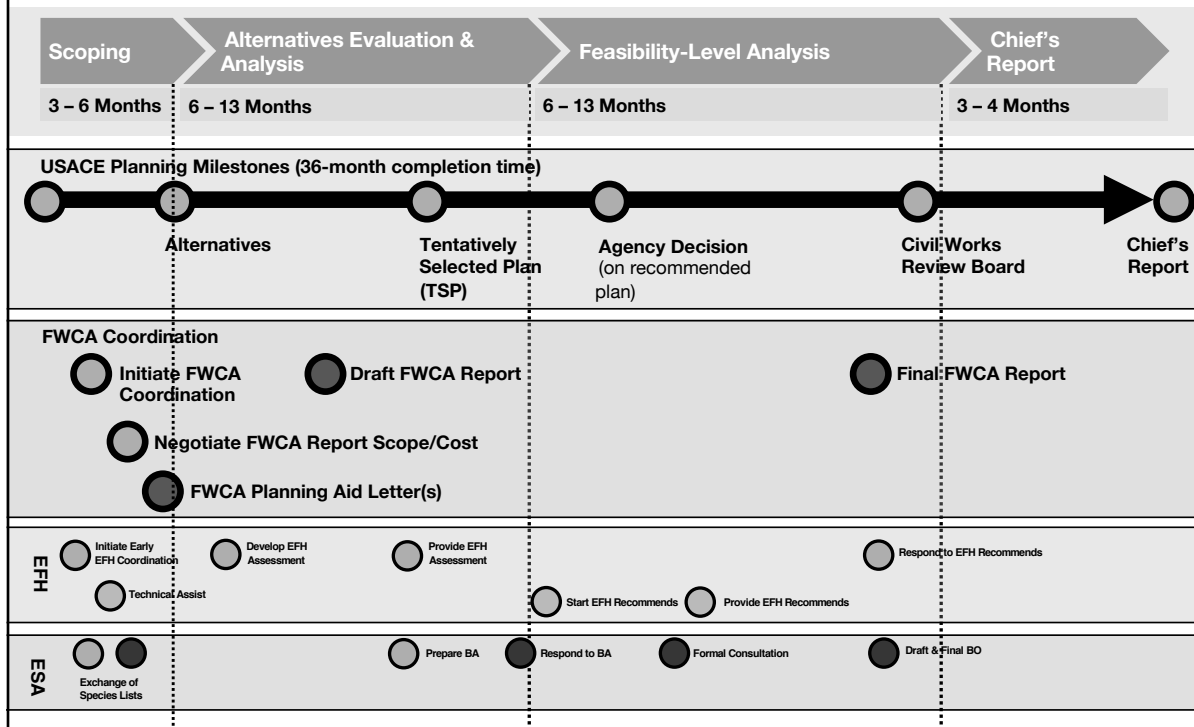 Scoping
Alternatives Evaluation &
Analysis
Feasibility-Level Analysis
Chief's
Report
3 – 6 Months
6 – 13 Months
6 – 13 Months
3 – 4 Months
USACE Planning Milestones (36-month completion time)
Alternatives
Tentatively
Selected Plan
(TSP)
Agency Decision
(on recommended
plan)
Civil Works
Review Board
Chief's
Report
FWCA Coordination
Initiate FWCA
Coordination
Draft FWCA Report
Final FWCA Report
Negotiate FWCA Report Scope/Cost
FWCA Planning Aid Letter(s)
EFH
Initiate Early
EFH Coordination
Develop EFH
Assessment
Provide EFH
Assessment
Respond to EFH Recommends
Technical Assist
Start EFH Recommends
Provide EFH Recommends
ESA
Exchange of
Species Lists
Prepare BA
Respond to BA
Formal Consultation
Draft & Final BO